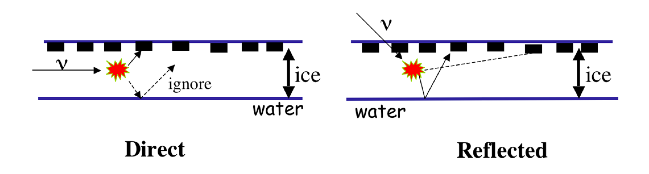 ν
ν
ice
ice
ignore
water
water
Direct
Reflected